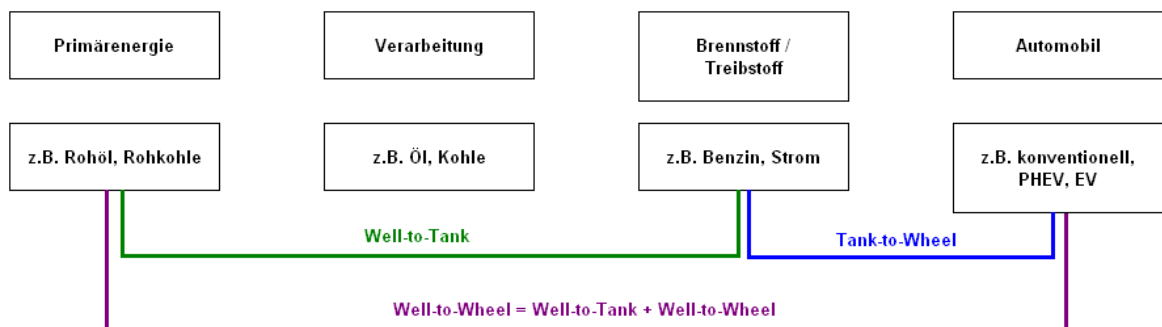 Primärenergie
Verarbeitung
Brennstoff /
Treibstoff
Automobil
z.B. Rohöl, Rohkohle
z.B. Öl, Kohle
z.B. Benzin, Strom
z.B. konventionell,
PHEV, EV
Well-to-Tank
Tank-to-Wheel
Well-to-Wheel = Well-to-Tank + Well-to-Wheel